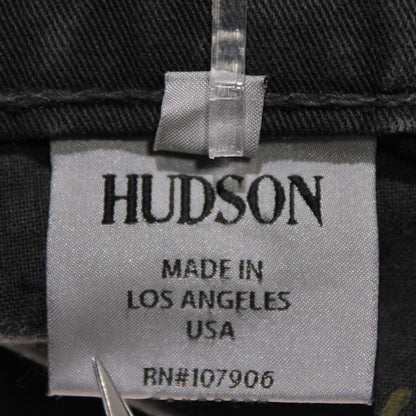 HUDSON
MADE IN
LOS ANGELES
USA
RN#107906